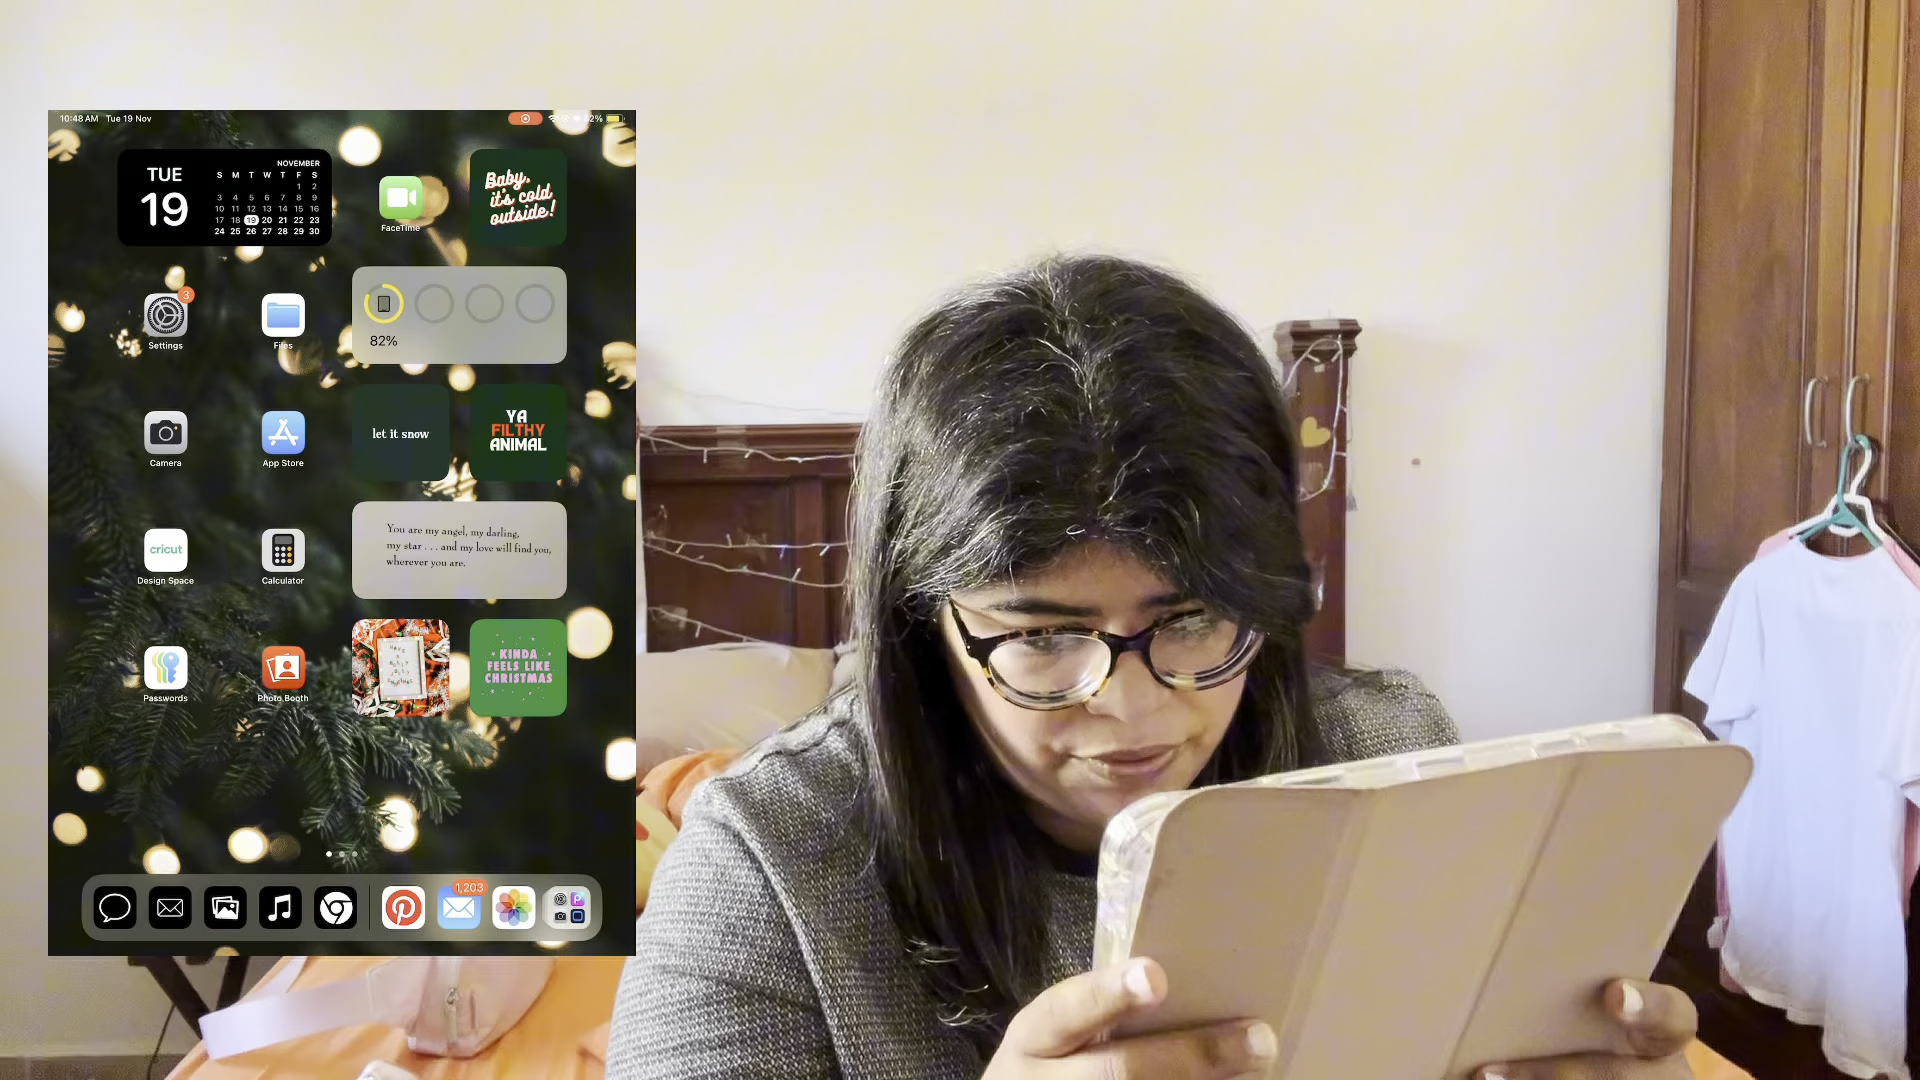 10:48 AM Tue 19 Nov
82%
TUE
19
NOVEMBER
S M T W T F S
1 2
3 4 5 6 7 8 9
10 11 12 13 14 15 16
17 18 19 20 21 22 23
24 25 26 27 28 29 30
FaceTime
Baby,
it's cold
outside!
3
Settings
Files
82%
Camera
App Store
let it snow
YA
FILTHY
ANIMAL
cricut
Design Space
Calculator
You are my angel, my darling,
my star . . . and my love will find you,
wherever you are.
Passwords
Photo Booth
KINDA
FEELS LIKE
CHRISTMAS
1,203